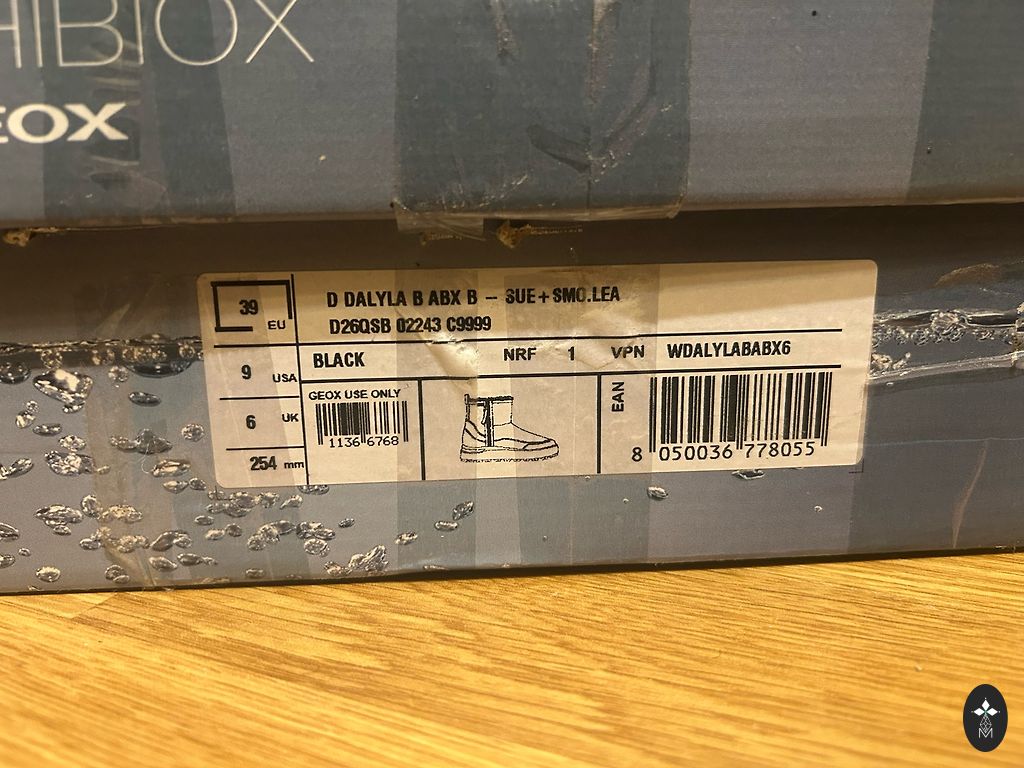 HIBIOX
GEOX
39 EU
D DALYLA B ABX B - SUE+SMO.LEA
D26QSB 02243 C9999
9 USA
BLACK NRF 1 VPN WDALYLABABX6
6 UK
GEOX USE ONLY
1136 6768
EAN
8 050036 778055
254 mm
M